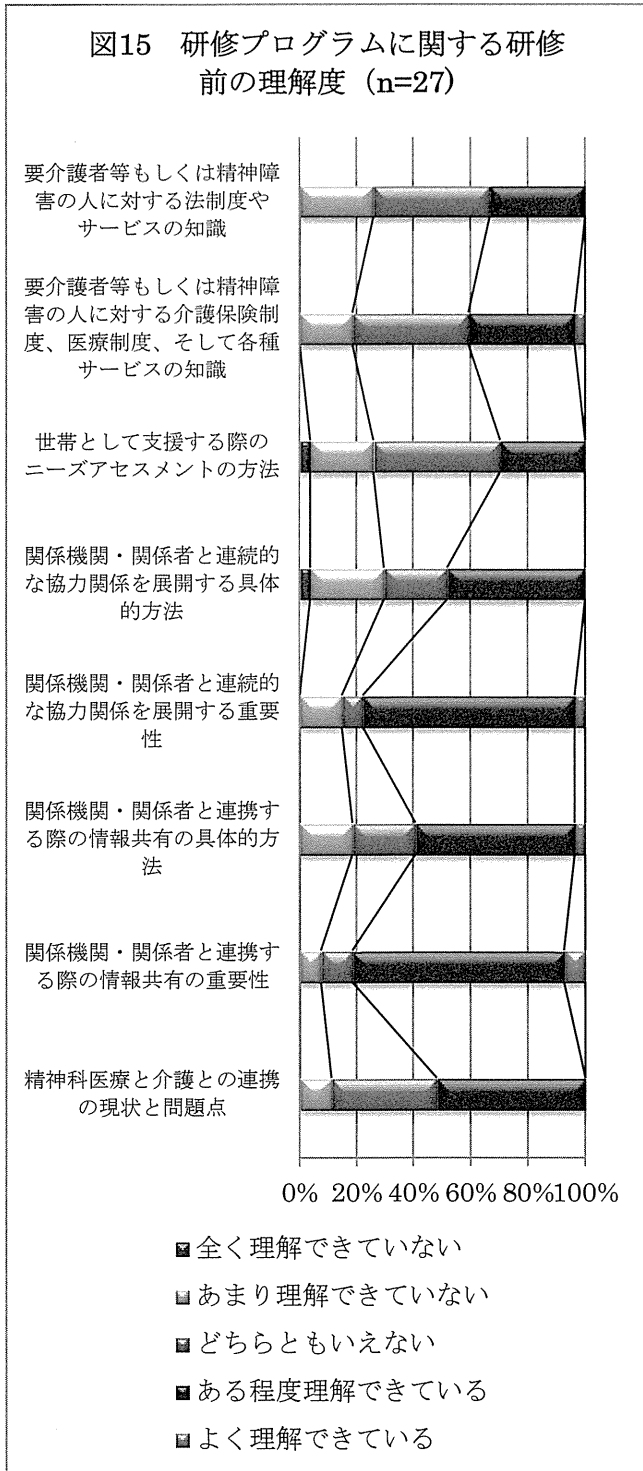 図15　研修プログラムに関する研修
前の理解度（n=27）
要介護者等もしくは精神障
害の人に対する法制度や
サービスの知識
要介護者等もしくは精神障
害の人に対する介護保険制
度、医療制度、そして各種
サービスの知識
世帯として支援する際の
ニーズアセスメントの方法
関係機関・関係者と連続的
な協力関係を展開する具体
的方法
関係機関・関係者と連続的
な協力関係を展開する重要
性
関係機関・関係者と連携す
る際の情報共有の具体的方
法
関係機関・関係者と連携す
る際の情報共有の重要性
精神科医療と介護との連携
の現状と問題点
0% 20% 40% 60% 80% 100%
全く理解できていない
あまり理解できていない
どちらともいえない
ある程度理解できている
よく理解できている